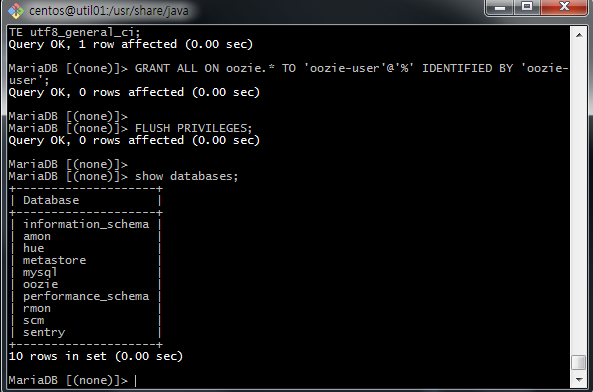 centos@util01:/usr/share/java
TE utf8_general_ci;
Query OK, 1 row affected (0.00 sec)
MariaDB [(none)]> GRANT ALL ON oozie.* TO 'oozie-user'@'%' IDENTIFIED BY 'oozie-
user';
Query OK, 0 rows affected (0.00 sec)
MariaDB [(none)]>
MariaDB [(none)]> FLUSH PRIVILEGES;
Query OK, 0 rows affected (0.00 sec)
MariaDB [(none)]>
MariaDB [(none)]> show databases;
+--------------------+
| Database           |
+--------------------+
| information_schema |
| amon               |
| hue                |
| metastore          |
| mysql              |
| oozie              |
| performance_schema |
| rmon               |
| scm                |
| sentry             |
+--------------------+
10 rows in set (0.00 sec)
MariaDB [(none)]>